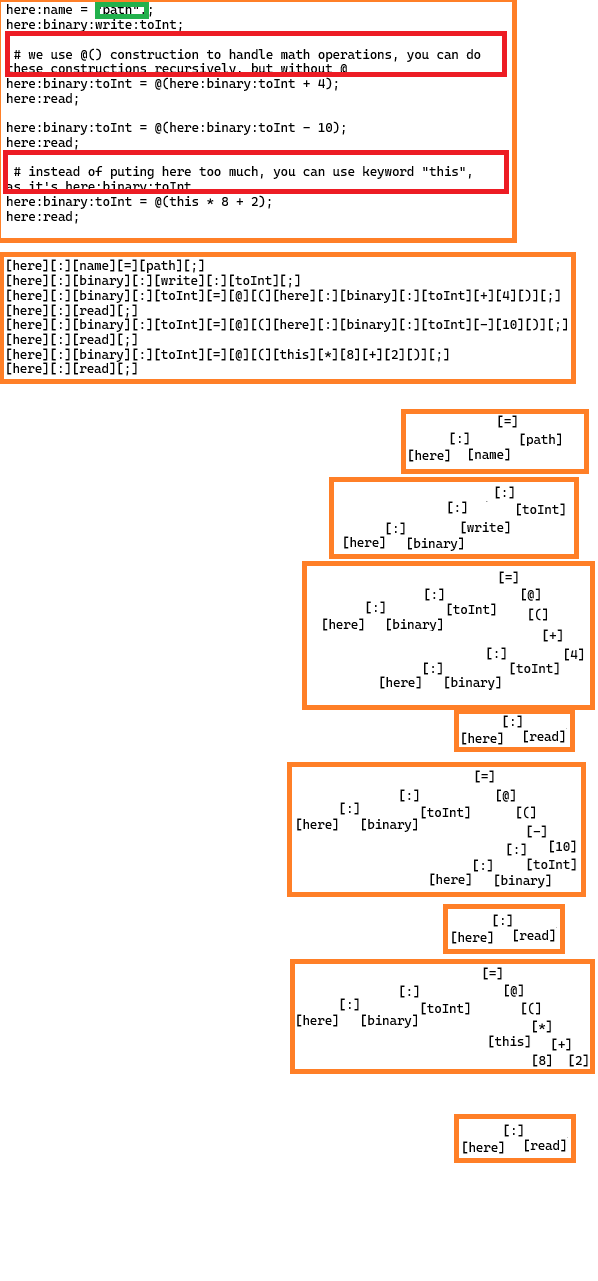 here:name = "path";
here:binary:write:toInt;
# we use @() construction to handle math operations, you can do
these constructions recursively, but without @
here:binary:toInt = @(here:binary:toInt + 4);
here:read;
here:binary:toInt = @(here:binary:toInt - 10);
here:read;
# instead of puting here too much, you can use keyword "this",
as it's here:binary:toInt
here:binary:toInt = @(this * 8 + 2);
here:read;
[here][:][name][=][path][;]
[here][:][binary][:][write][:][toInt][;]
[here][:][binary][:][toInt][=][@][(][here][:][binary][:][toInt][+][4][)][;]
[here][:][read][;]
[here][:][binary][:][toInt][=][@][(][here][:][binary][:][toInt][-][10][)][;]
[here][:][read][;]
[here][:][binary][:][toInt][=][@][(][this][*][8][+][2][)][;]
[here][:][read][;]
[=]
[:] [path]
[here] [name]
[:]
[:] [toInt]
[:] [write]
[here] [binary]
[=]
[:] [@]
[:] [toInt] [(]
[here] [binary]
[+]
[:] [4]
[:] [toInt]
[here] [binary]
[:]
[here] [read]
[=]
[:] [@]
[:] [toInt] [(]
[here] [binary]
[-]
[:] [10]
[:] [toInt]
[here] [binary]
[:]
[here] [read]
[=]
[:] [@]
[:] [toInt] [(]
[here] [binary] [*]
[this] [+]
[8] [2]
[:]
[here] [read]